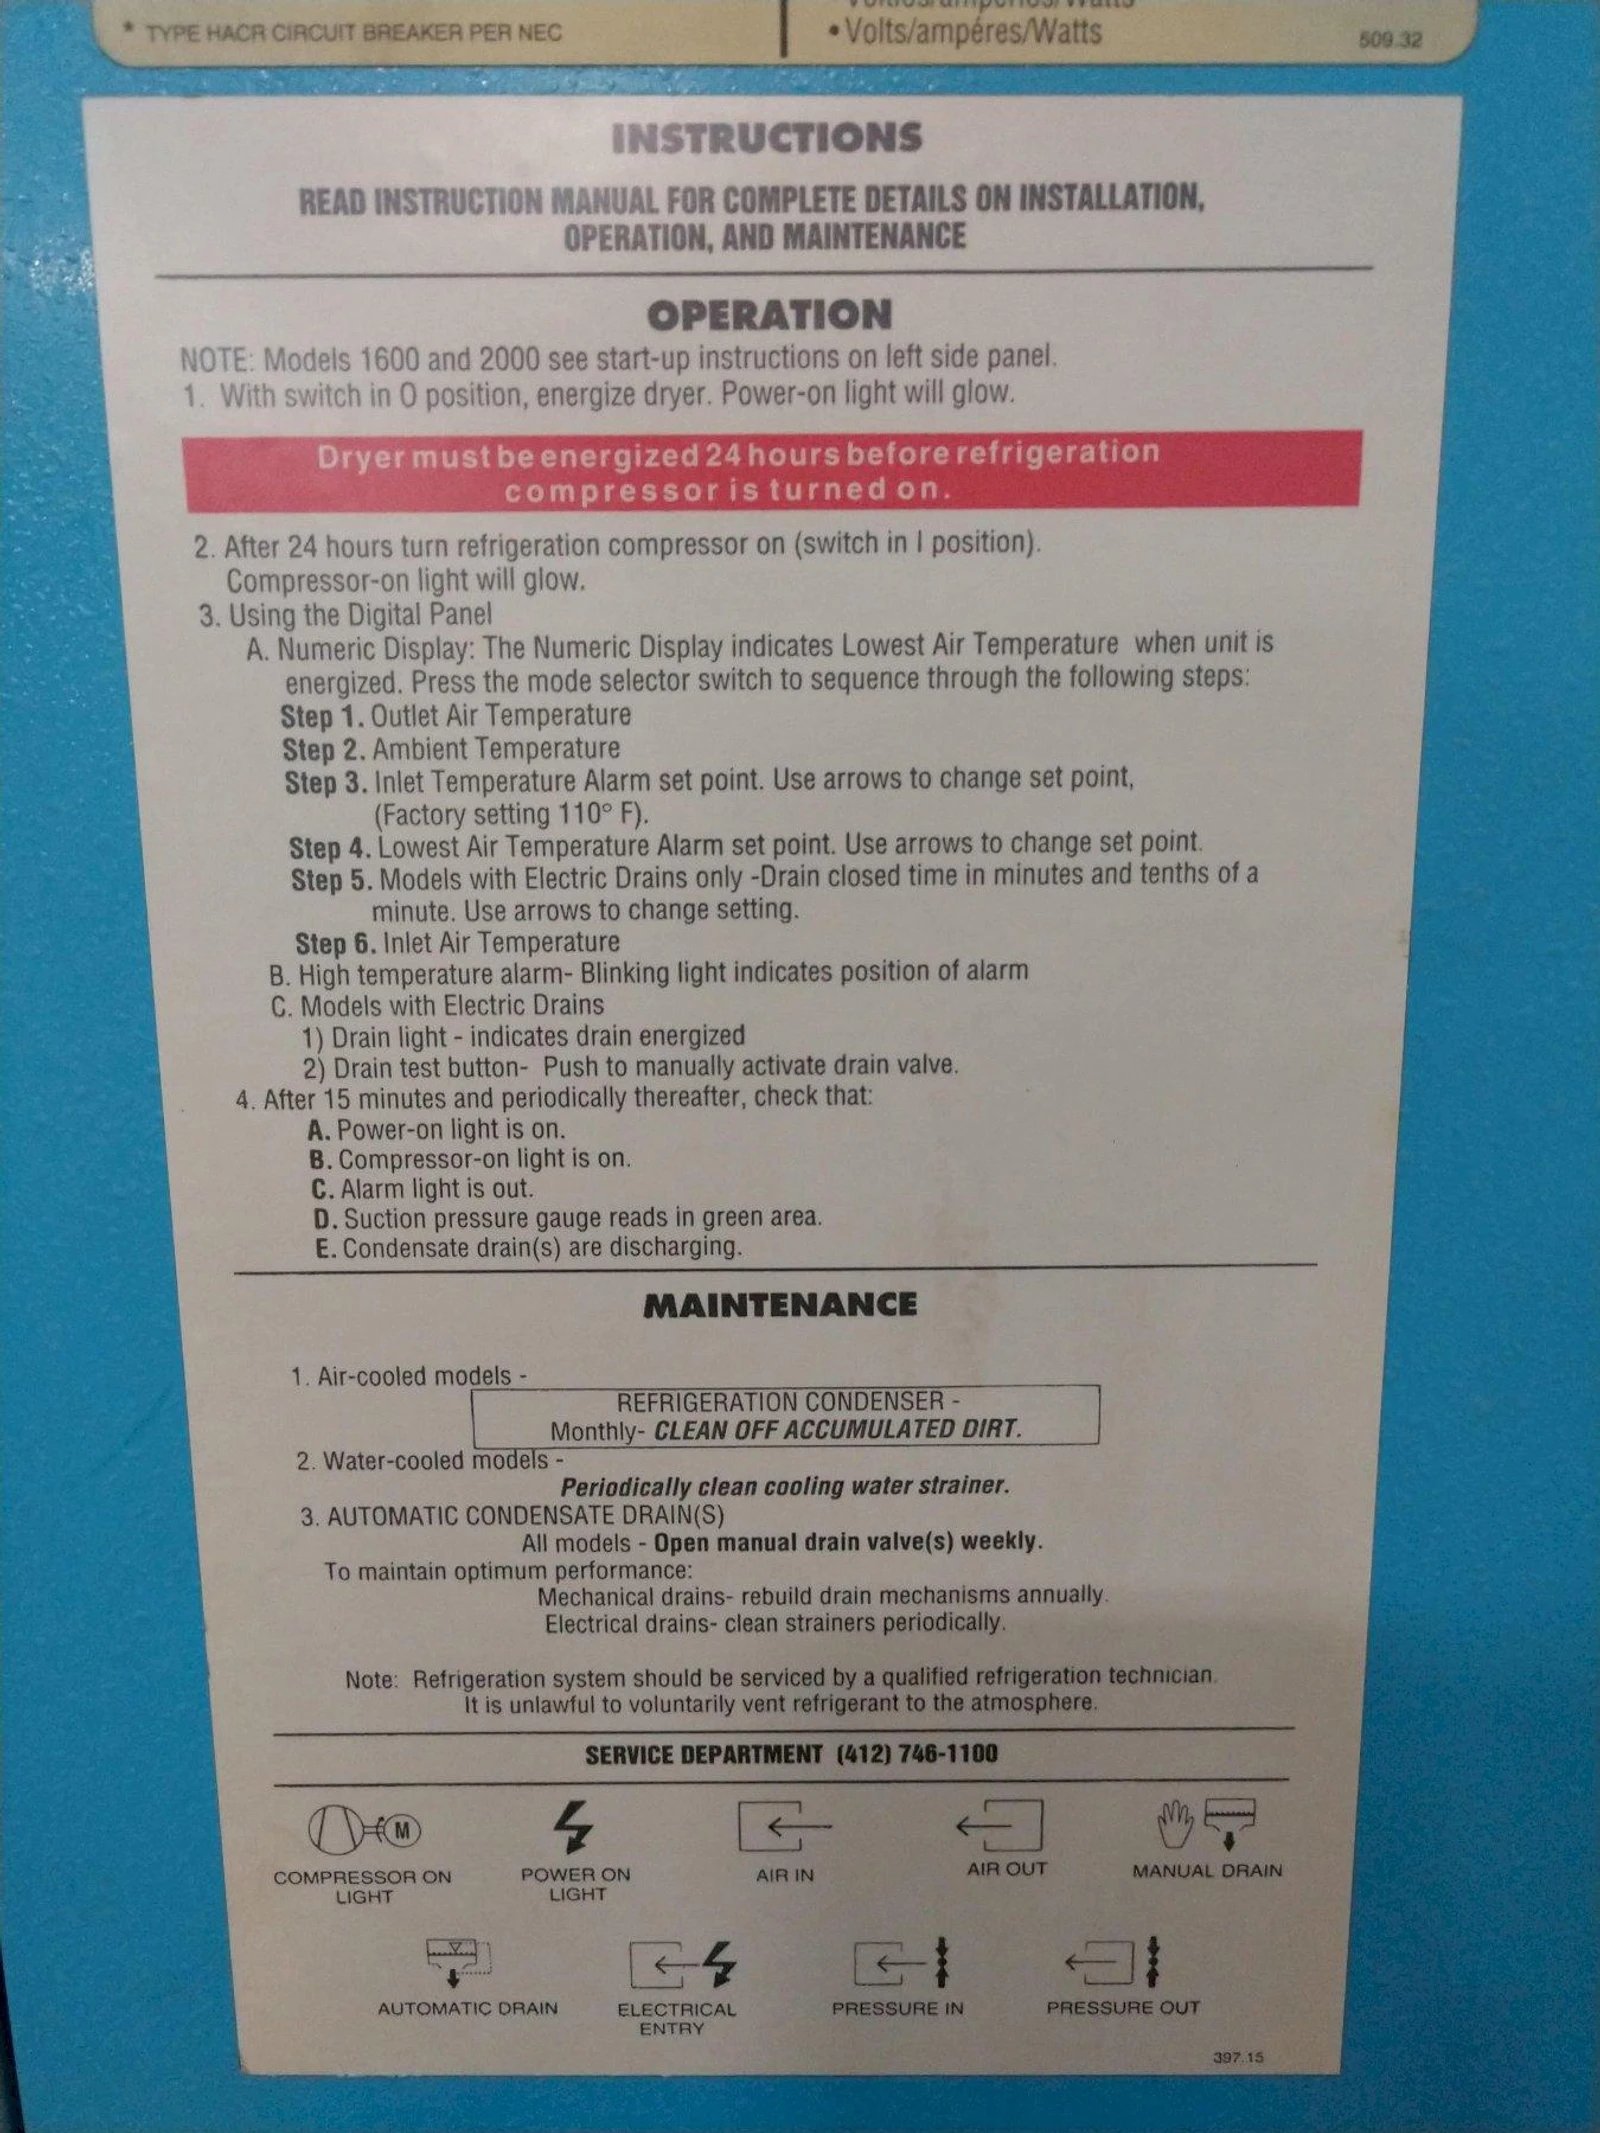 * TYPE HACR CIRCUIT BREAKER PER NEC
• Volts/ampéres/Watts
509.32
INSTRUCTIONS
READ INSTRUCTION MANUAL FOR COMPLETE DETAILS ON INSTALLATION,
OPERATION, AND MAINTENANCE
OPERATION
NOTE: Models 1600 and 2000 see start-up instructions on left side panel.
1. With switch in O position, energize dryer. Power-on light will glow.
Dryer must be energized 24 hours before refrigeration
compressor is turned on.
2. After 24 hours turn refrigeration compressor on (switch in I position).
Compressor-on light will glow.
3. Using the Digital Panel
A. Numeric Display: The Numeric Display indicates Lowest Air Temperature when unit is
energized. Press the mode selector switch to sequence through the following steps:
Step 1. Outlet Air Temperature
Step 2. Ambient Temperature
Step 3. Inlet Temperature Alarm set point. Use arrows to change set point,
(Factory setting 110° F).
Step 4. Lowest Air Temperature Alarm set point. Use arrows to change set point.
Step 5. Models with Electric Drains only -Drain closed time in minutes and tenths of a
minute. Use arrows to change setting.
Step 6. Inlet Air Temperature
B. High temperature alarm- Blinking light indicates position of alarm
C. Models with Electric Drains
1) Drain light - indicates drain energized
2) Drain test button- Push to manually activate drain valve.
4. After 15 minutes and periodically thereafter, check that:
A. Power-on light is on.
B. Compressor-on light is on.
C. Alarm light is out.
D. Suction pressure gauge reads in green area.
E. Condensate drain(s) are discharging.
MAINTENANCE
1. Air-cooled models -
REFRIGERATION CONDENSER -
Monthly- CLEAN OFF ACCUMULATED DIRT.
2. Water-cooled models -
Periodically clean cooling water strainer.
3. AUTOMATIC CONDENSATE DRAIN(S)
All models - Open manual drain valve(s) weekly.
To maintain optimum performance:
Mechanical drains- rebuild drain mechanisms annually.
Electrical drains- clean strainers periodically.
Note: Refrigeration system should be serviced by a qualified refrigeration technician.
It is unlawful to voluntarily vent refrigerant to the atmosphere.
SERVICE DEPARTMENT (412) 746-1100
M
COMPRESSOR ON
LIGHT
POWER ON
LIGHT
AIR IN
AIR OUT
MANUAL DRAIN
AUTOMATIC DRAIN
ELECTRICAL
ENTRY
PRESSURE IN
PRESSURE OUT
397.15